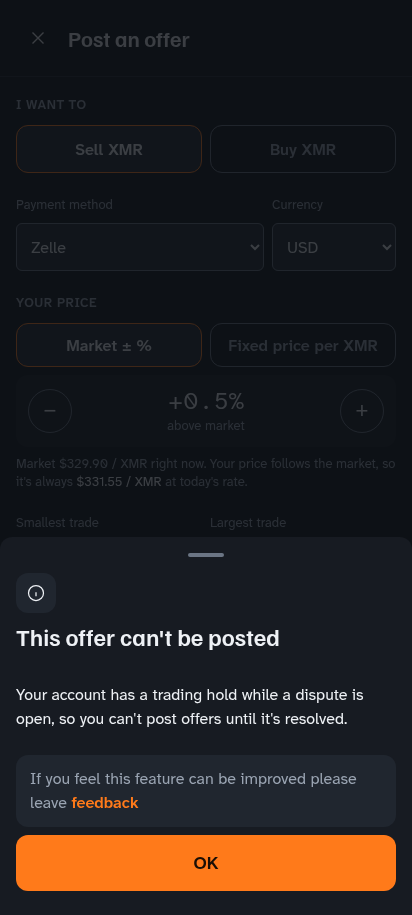 Post an offer
I WANT TO
Sell XMR
Buy XMR
Payment method
Currency
Zelle
USD
YOUR PRICE
Market ± %
Fixed price per XMR
−
+0.5%
+
above market
Market $329.90 / XMR right now. Your price follows the market, so
it's always $331.55 / XMR at today's rate.
Smallest trade
Largest trade
This offer can't be posted
Your account has a trading hold while a dispute is
open, so you can't post offers until it's resolved.
If you feel this feature can be improved please
leave feedback
OK